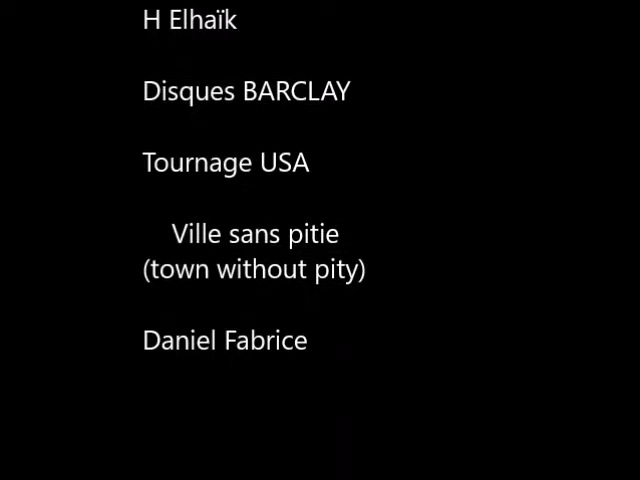 H Elhaïk
Disques BARCLAY
Tournage USA
Ville sans pitie
(town without pity)
Daniel Fabrice